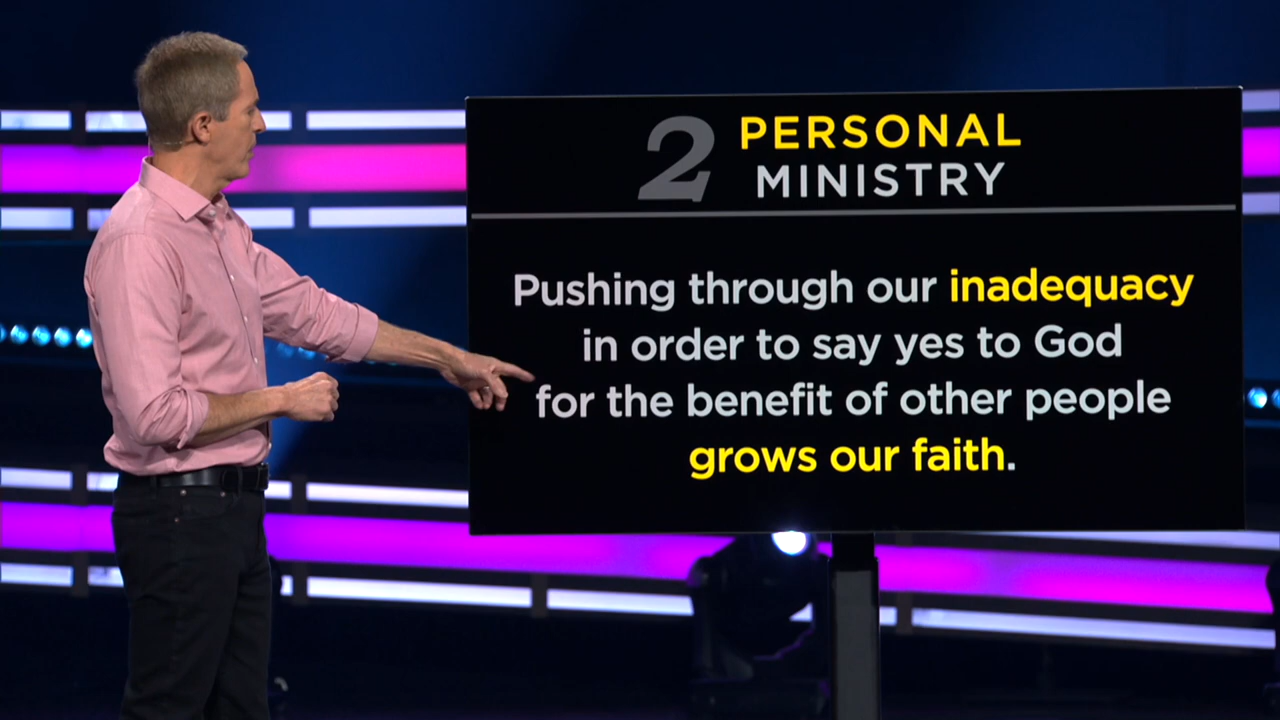 2 PERSONAL
MINISTRY
Pushing through our inadequacy
in order to say yes to God
for the benefit of other people
grows our faith.